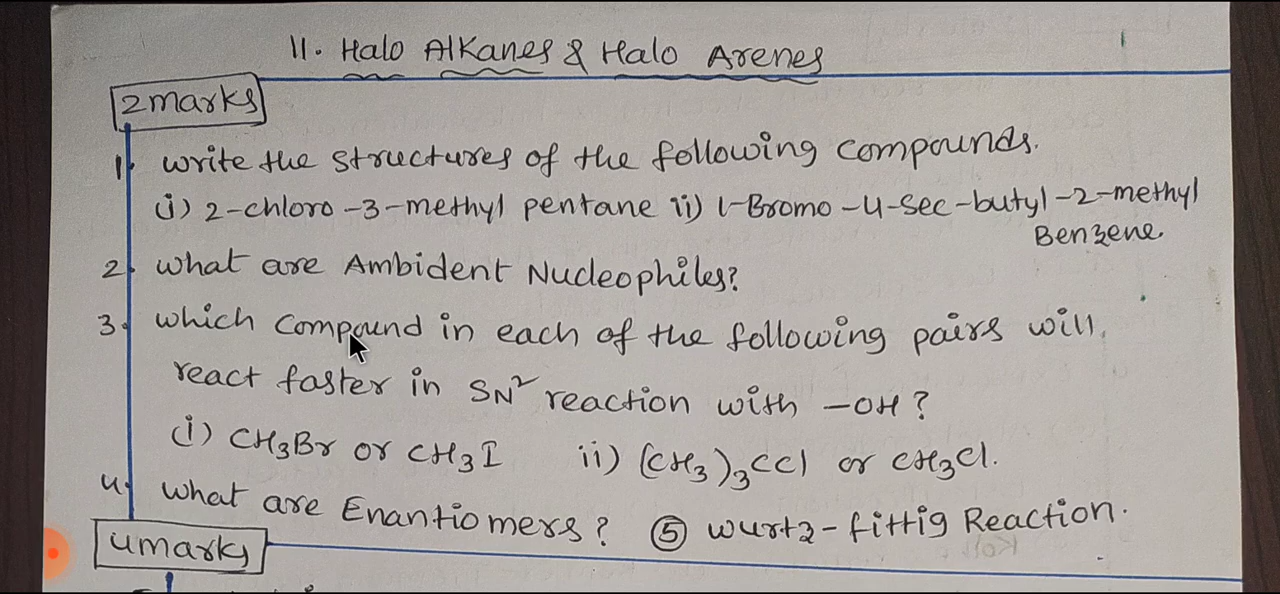 11. Halo Alkanes & Halo Arenes
2marks
1. write the structures of the following compounds.
(i) 2-chloro-3-methyl pentane ii) 1-Bromo-4-sec-butyl-2-methyl
Benzene.
2. what are Ambident Nucleophiles?
3. which compound in each of the following pairs will
react faster in SN² reaction with -OH?
(i) CH₃Br or CH₃I ii) (CH₃)₃CCl or CH₃Cl.
4. what are Enantiomers? ⑤ wurtz-fittig Reaction.
4marks